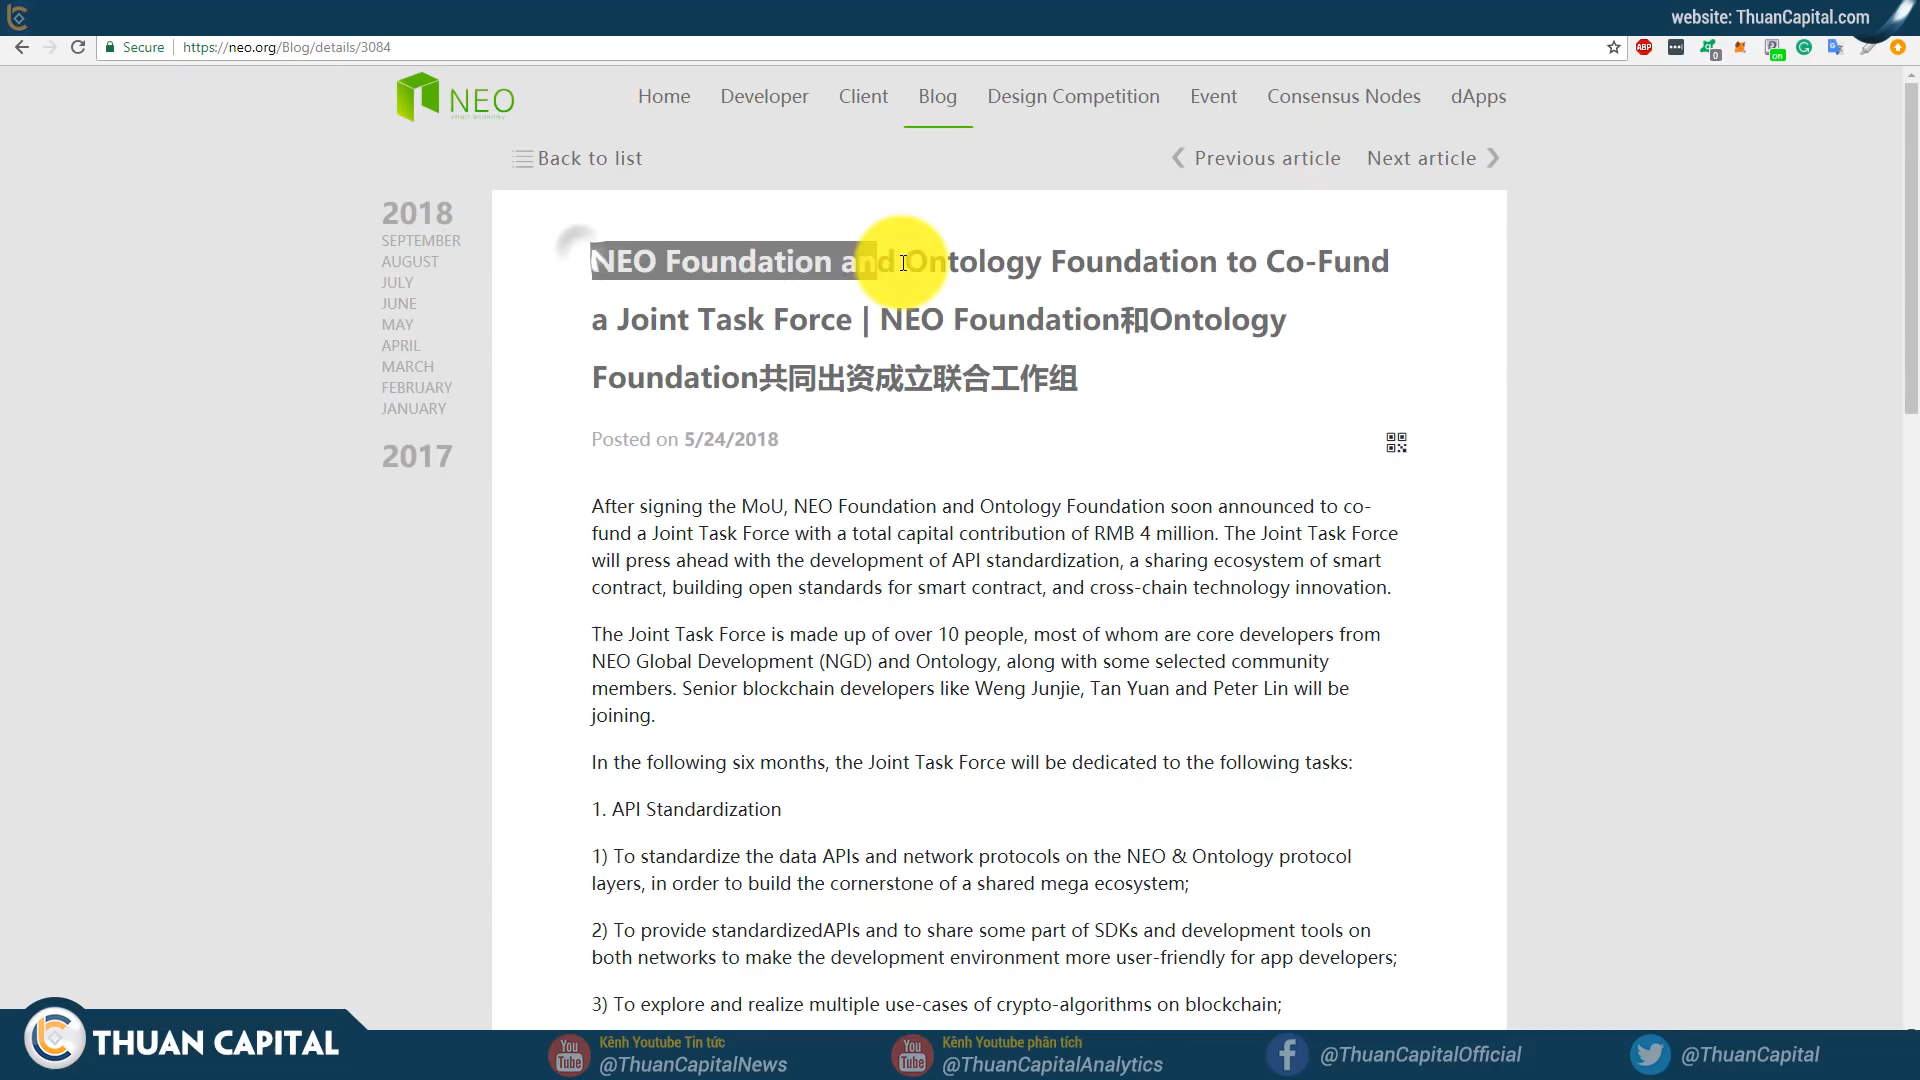 website: ThuanCapital.com
Secure https://neo.org/Blog/details/3084
ABP
0
on
NEO
smart economy
Home Developer Client Blog Design Competition Event Consensus Nodes dApps
Back to list
Previous article Next article
2018
SEPTEMBER
AUGUST
JULY
JUNE
MAY
APRIL
MARCH
FEBRUARY
JANUARY
2017
NEO Foundation and Ontology Foundation to Co-Fund
a Joint Task Force | NEO Foundation和Ontology
Foundation共同出资成立联合工作组
Posted on 5/24/2018
After signing the MoU, NEO Foundation and Ontology Foundation soon announced to co-
fund a Joint Task Force with a total capital contribution of RMB 4 million. The Joint Task Force
will press ahead with the development of API standardization, a sharing ecosystem of smart
contract, building open standards for smart contract, and cross-chain technology innovation.
The Joint Task Force is made up of over 10 people, most of whom are core developers from
NEO Global Development (NGD) and Ontology, along with some selected community
members. Senior blockchain developers like Weng Junjie, Tan Yuan and Peter Lin will be
joining.
In the following six months, the Joint Task Force will be dedicated to the following tasks:
1. API Standardization
1) To standardize the data APIs and network protocols on the NEO & Ontology protocol
layers, in order to build the cornerstone of a shared mega ecosystem;
2) To provide standardizedAPIs and to share some part of SDKs and development tools on
both networks to make the development environment more user-friendly for app developers;
3) To explore and realize multiple use-cases of crypto-algorithms on blockchain;
THUAN CAPITAL
You Tube
Kênh Youtube Tin tức
@ThuanCapitalNews
You Tube
Kênh Youtube phân tích
@ThuanCapitalAnalytics
@ThuanCapitalOfficial
@ThuanCapital